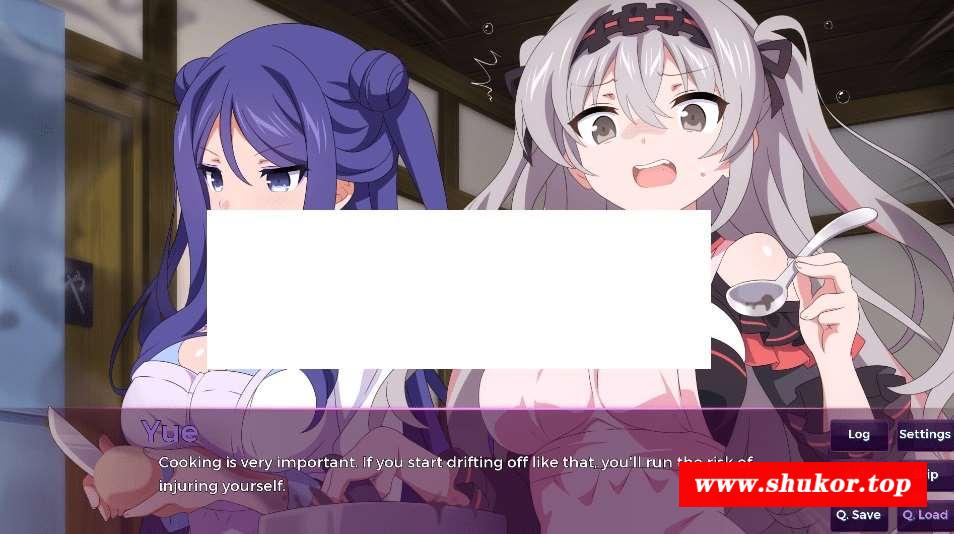 Yue
Log
Settings
Cooking is very important. If you start drifting off like that, you'll run the risk of
injuring yourself.
www.shukor.top
Q. Save
Q. Load